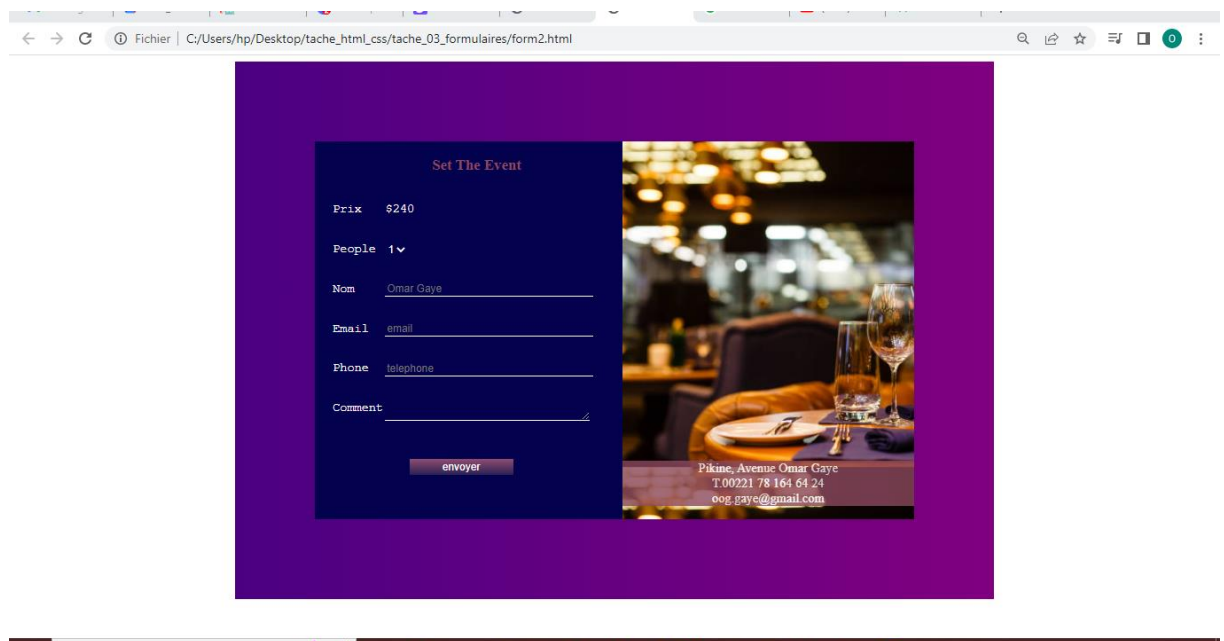 Fichier | C:/Users/hp/Desktop/tache_html_css/tache_03_formulaires/form2.html
O
Set The Event
Prix $240
People 1
Nom Omar Gaye
Email email
Phone telephone
Comment
envoyer
Pikine, Avenue Omar Gaye
T.00221 78 164 64 24
oog.gaye@gmail.com